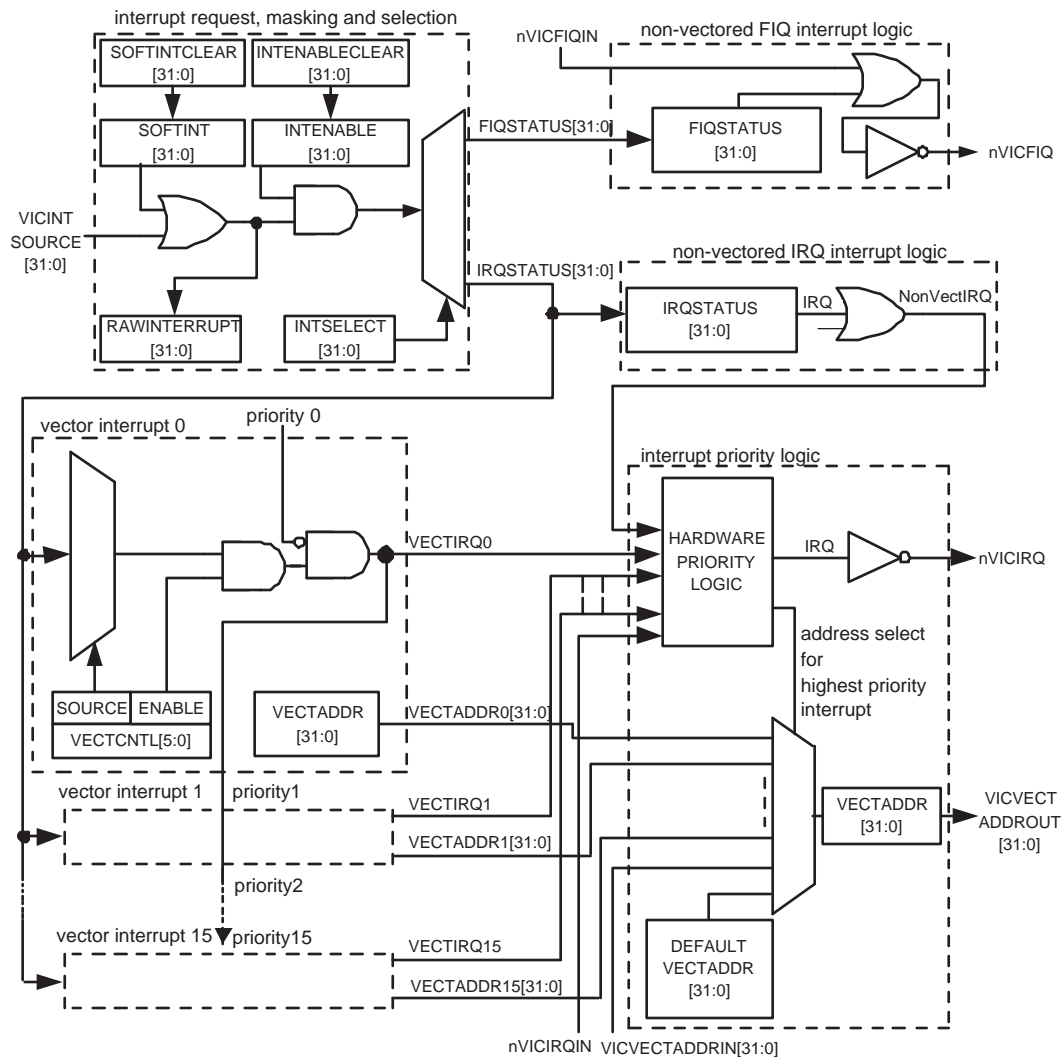 interrupt request, masking and selection
SOFTINTCLEAR
[31:0]
INTENABLECLEAR
[31:0]
SOFTINT
[31:0]
INTENABLE
[31:0]
VICINT
SOURCE
[31:0]
RAWINTERRUPT
[31:0]
INTSELECT
[31:0]
FIQSTATUS[31:0]
IRQSTATUS[31:0]
nVICFIQIN
non-vectored FIQ interrupt logic
FIQSTATUS
[31:0]
nVICFIQ
non-vectored IRQ interrupt logic
IRQSTATUS
[31:0]
IRQ
NonVectIRQ
vector interrupt 0
priority 0
VECTIRQ0
SOURCE
ENABLE
VECTCNTL[5:0]
VECTADDR
[31:0]
VECTADDR0[31:0]
interrupt priority logic
HARDWARE
PRIORITY
LOGIC
IRQ
nVICIRQ
address select
for
highest priority
interrupt
vector interrupt 1
priority1
VECTIRQ1
VECTADDR1[31:0]
VECTADDR
[31:0]
VICVECT
ADDROUT
[31:0]
priority2
vector interrupt 15
priority15
VECTIRQ15
VECTADDR15[31:0]
DEFAULT
VECTADDR
[31:0]
nVICIRQIN
VICVECTADDRIN[31:0]